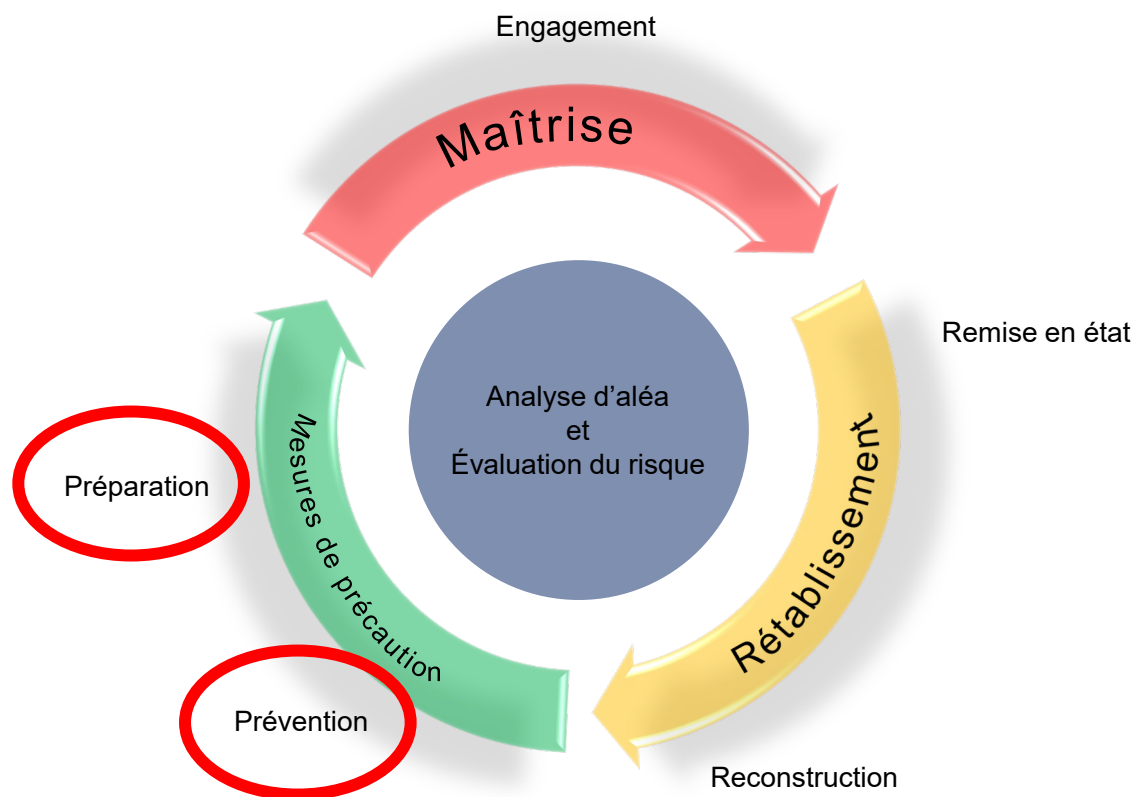 Engagement
Maîtrise
Remise en état
Analyse d’aléa
et
Évaluation du risque
Préparation
Mesures de précaution
Rétablissement
Prévention
Reconstruction